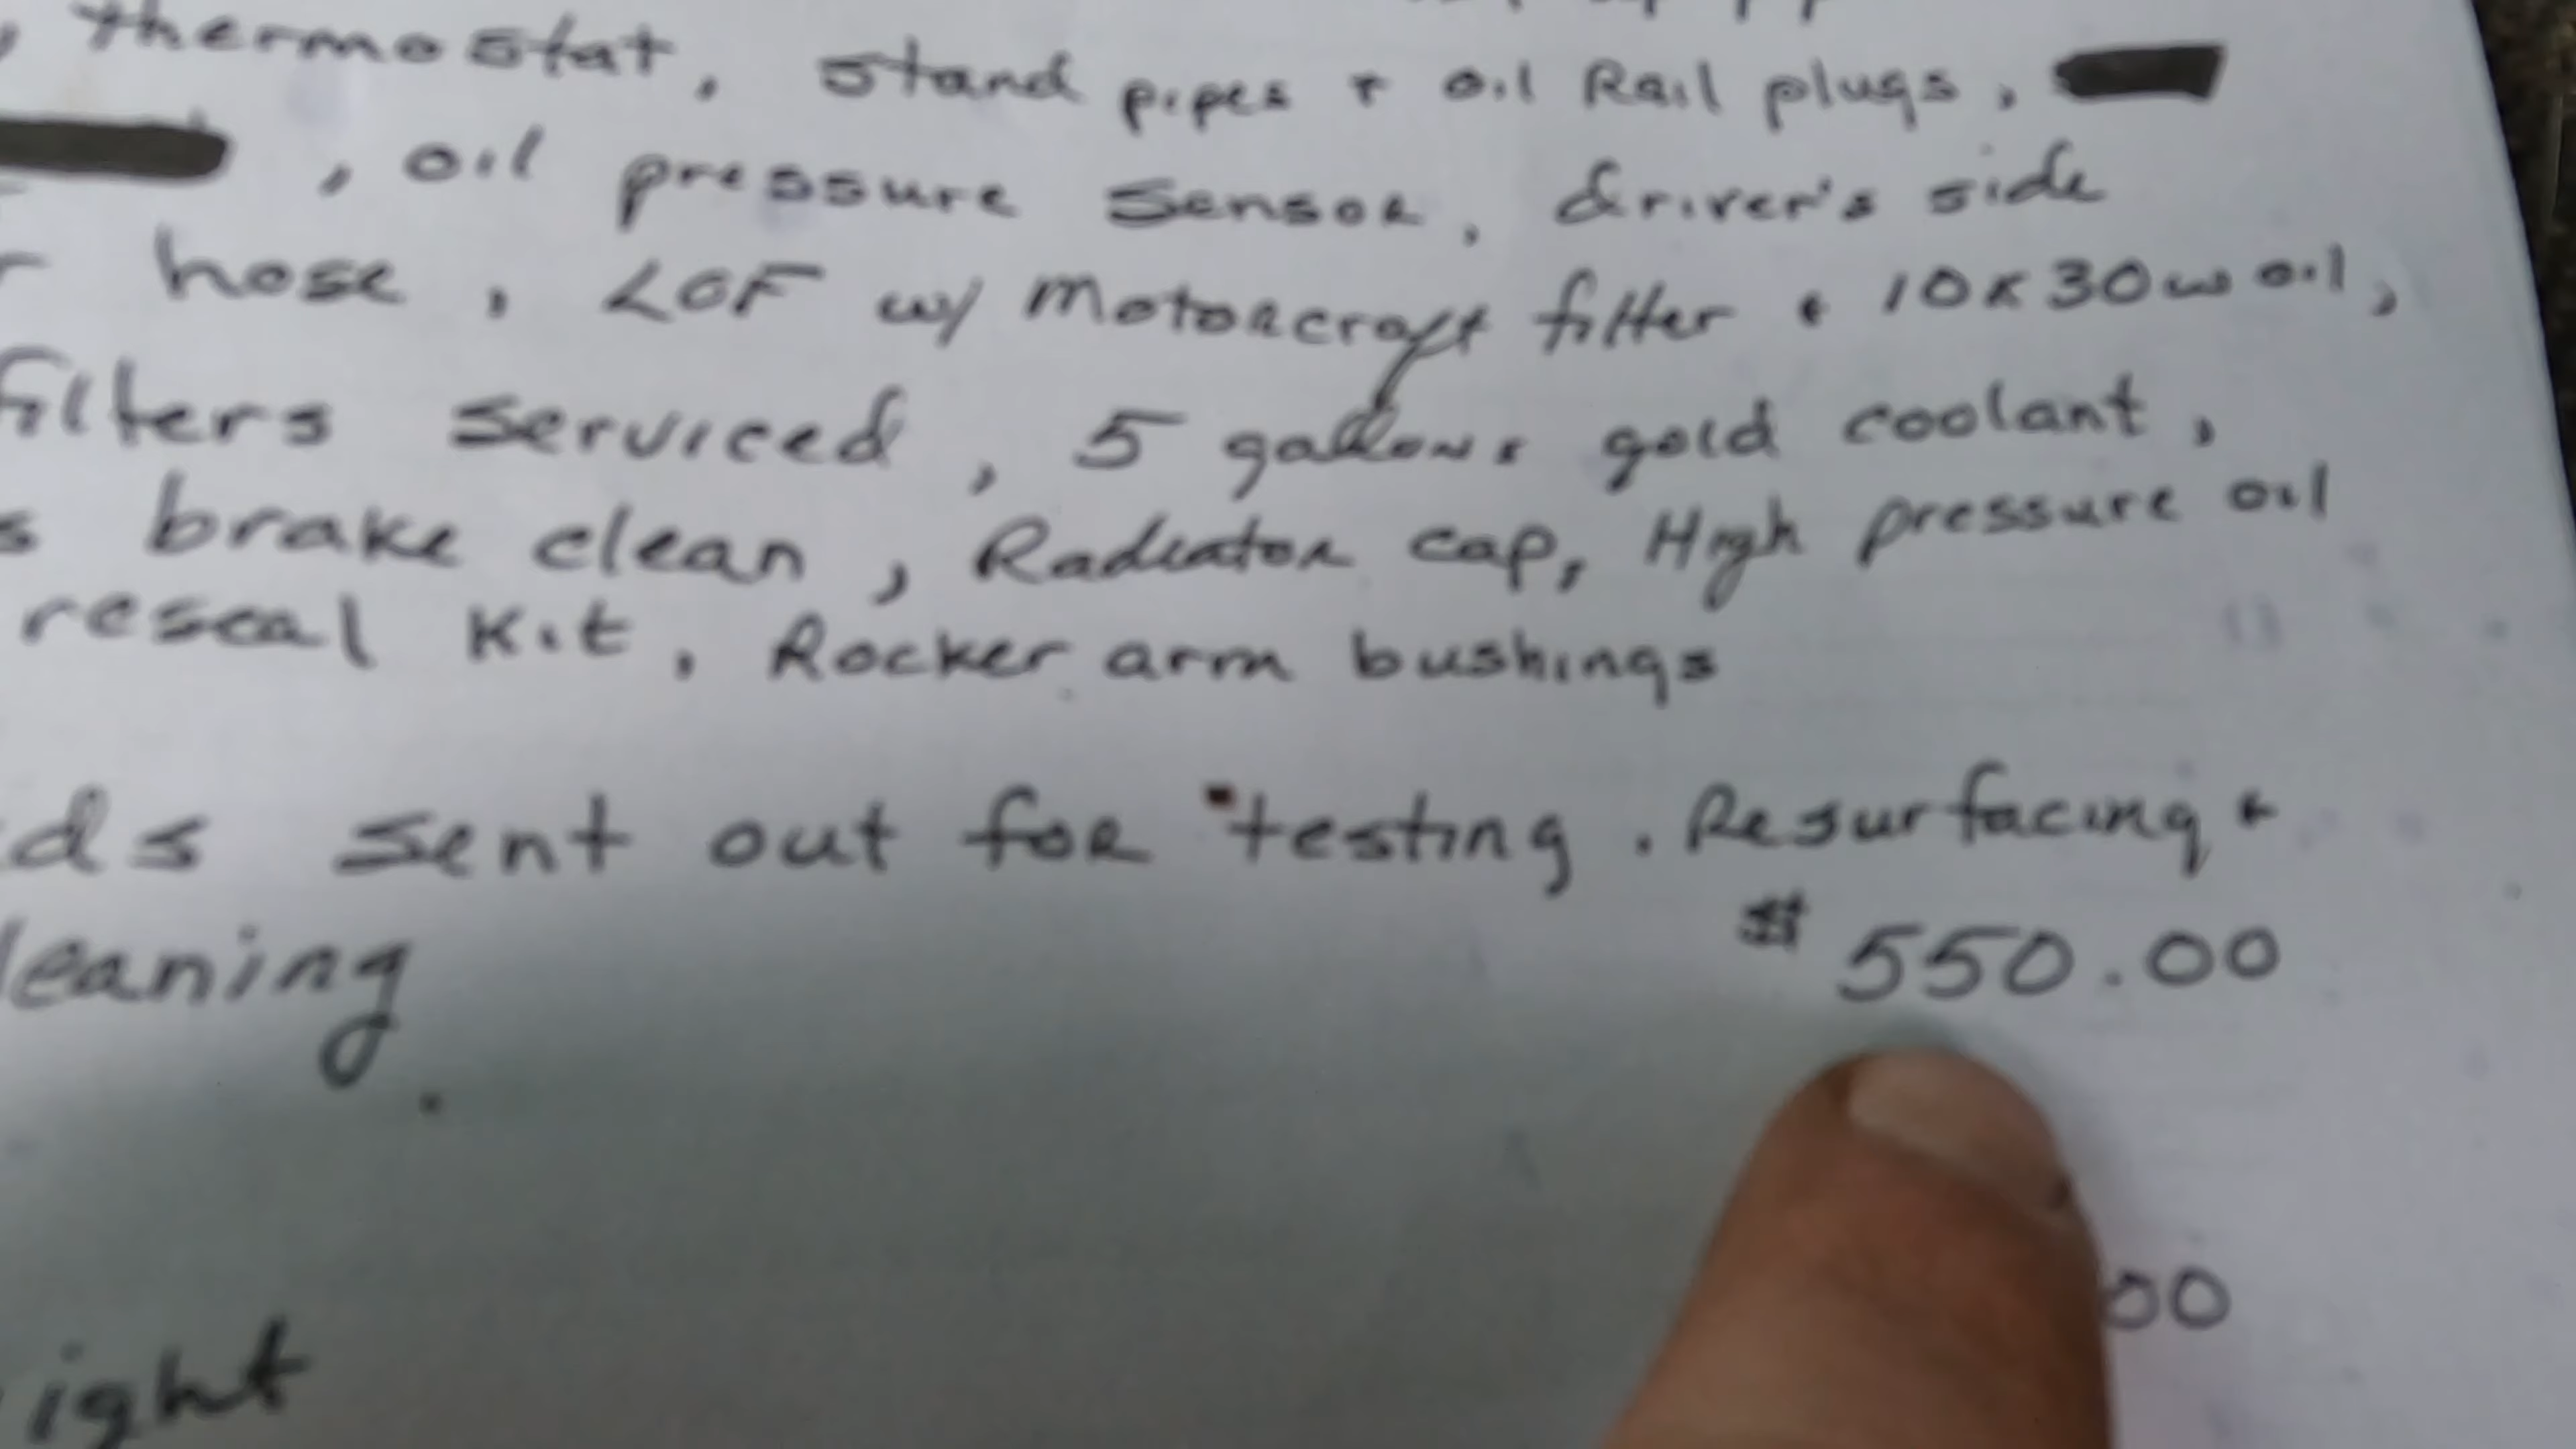 , thermostat, stand pipes + oil Rail plugs,
, oil pressure sensor, driver's side
hose, LOF w/ Motorcraft filter + 10x30w oil,
filters serviced, 5 gallons gold coolant,
s brake clean, Radiator cap, High pressure oil
reseal Kit, Rocker arm bushings
ds sent out for testing. Resurfacing +
leaning.
$550.00
00
ight